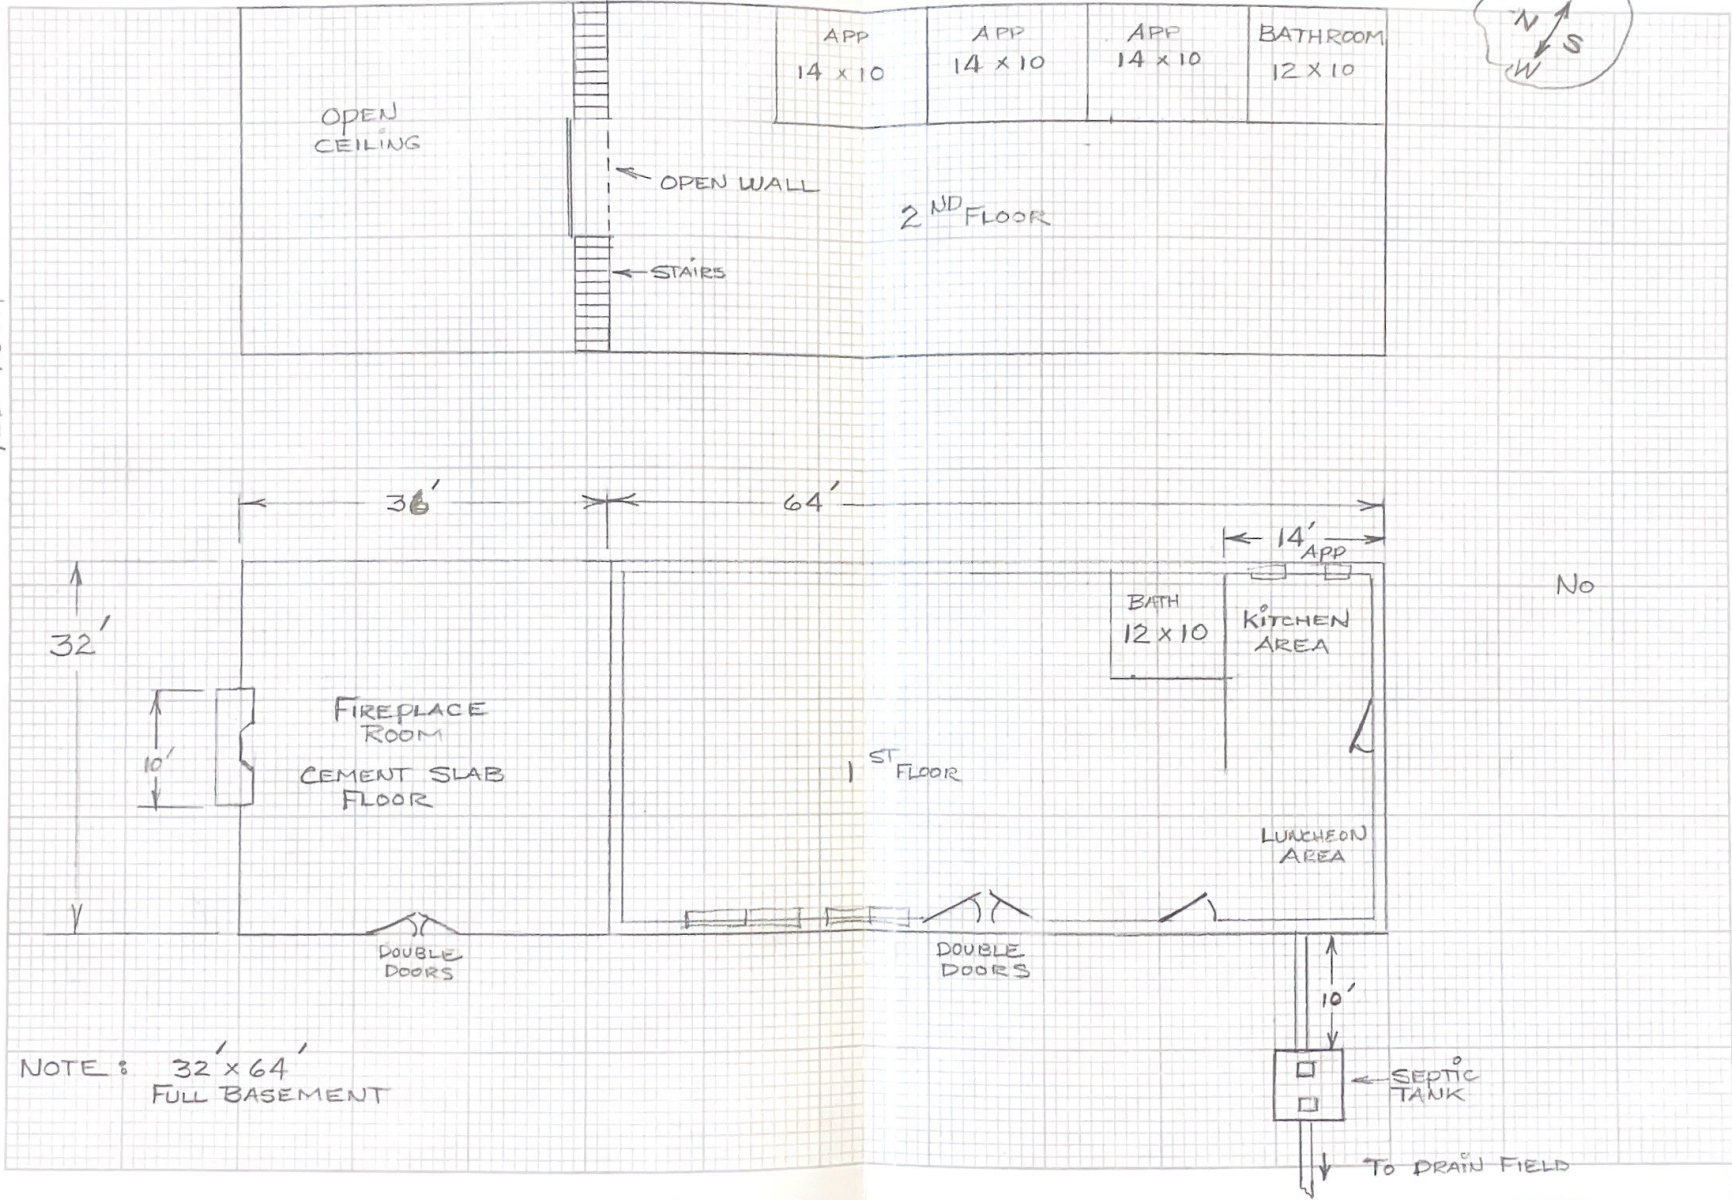 APP
14 x 10
APP
14 x 10
APP
14 x 10
BATHROOM
12 x 10
N
S
W
OPEN
CEILING
OPEN WALL
2ND FLOOR
STAIRS
36'
64'
14'
APP
32'
No
BATH
12 x 10
KITCHEN
AREA
FIREPLACE
ROOM
10'
CEMENT SLAB
FLOOR
1ST FLOOR
LUNCHEON
AREA
DOUBLE
DOORS
DOUBLE
DOORS
10'
NOTE: 32' x 64'
FULL BASEMENT
SEPTIC
TANK
TO DRAIN FIELD